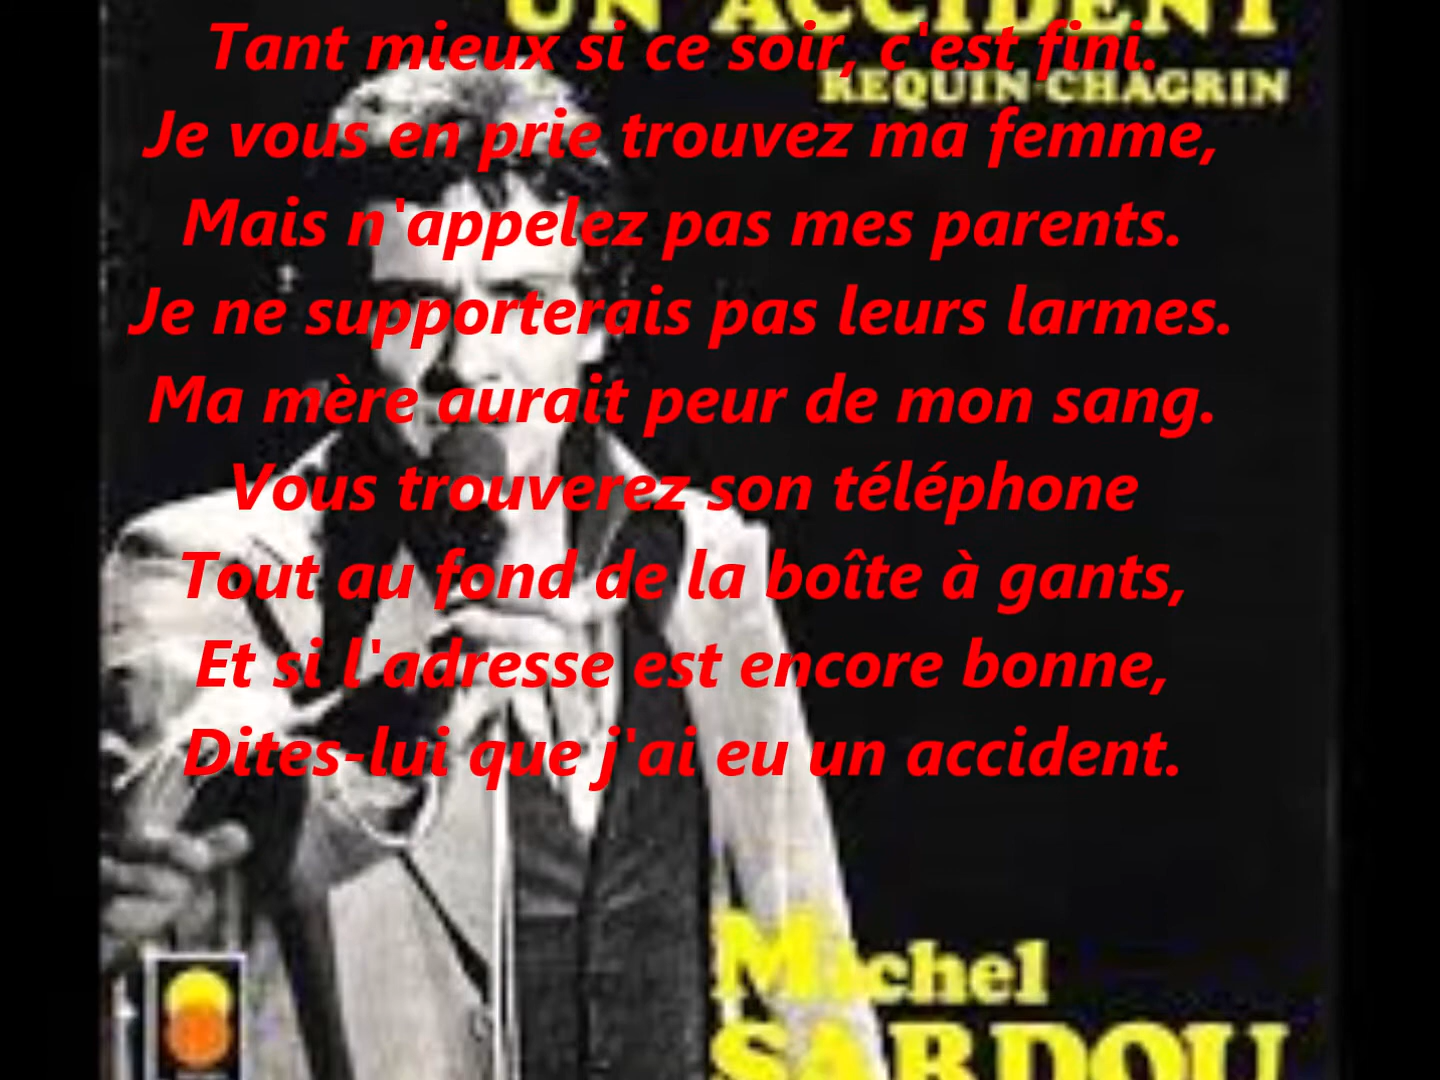 UN ACCIDENT
Tant mieux si ce soir, c'est fini.
REQUIN-CHAGRIN
Je vous en prie trouvez ma femme,
Mais n'appelez pas mes parents.
Je ne supporterais pas leurs larmes.
Ma mère aurait peur de mon sang.
Vous trouverez son téléphone
Tout au fond de la boîte à gants,
Et si l'adresse est encore bonne,
Dites-lui que j'ai eu un accident.
Michel
SARDOU